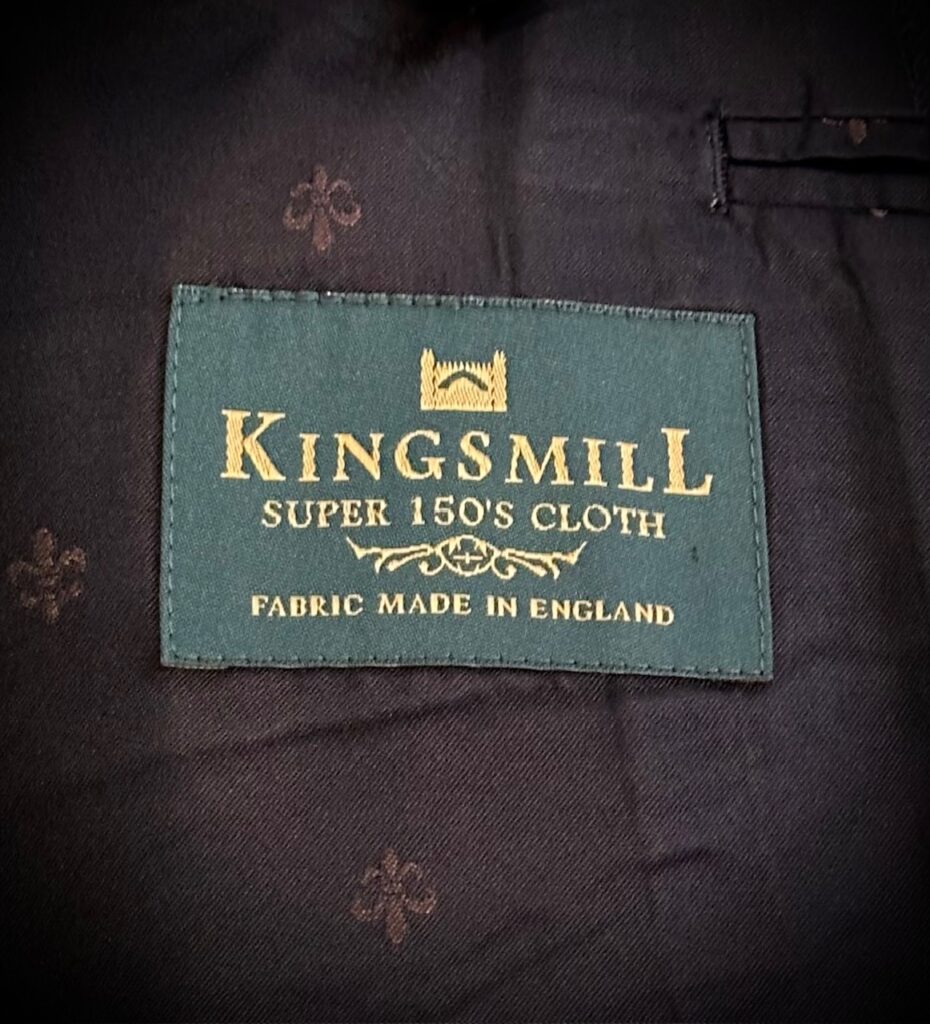 KINGSMILL
SUPER 150'S CLOTH
FABRIC MADE IN ENGLAND